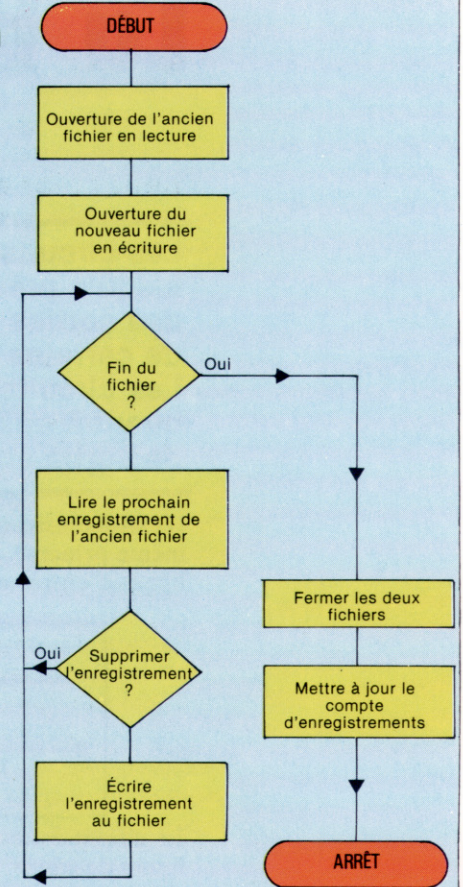 DÉBUT
Ouverture de l'ancien
fichier en lecture
Ouverture du
nouveau fichier
en écriture
Fin du
fichier
?
Oui
Lire le prochain
enregistrement de
l'ancien fichier
Supprimer
l'enregistrement
?
Oui
Écrire
l'enregistrement
au fichier
Fermer les deux
fichiers
Mettre à jour le
compte
d'enregistrements
ARRÊT